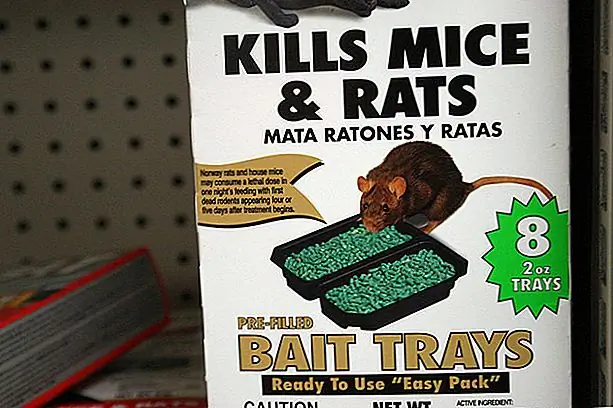 KILLS MICE
& RATS
MATA RATONES Y RATAS
Norway rats and house mice
may consume a lethal dose in
one night's feeding with first
dead rodents appearing four or
five days after treatment begins.
8
2 oz
TRAYS
PRE-FILLED
BAIT TRAYS
Ready To Use "Easy Pack"
CAUTION
NET WT
ACTIVE INGREDIENT: